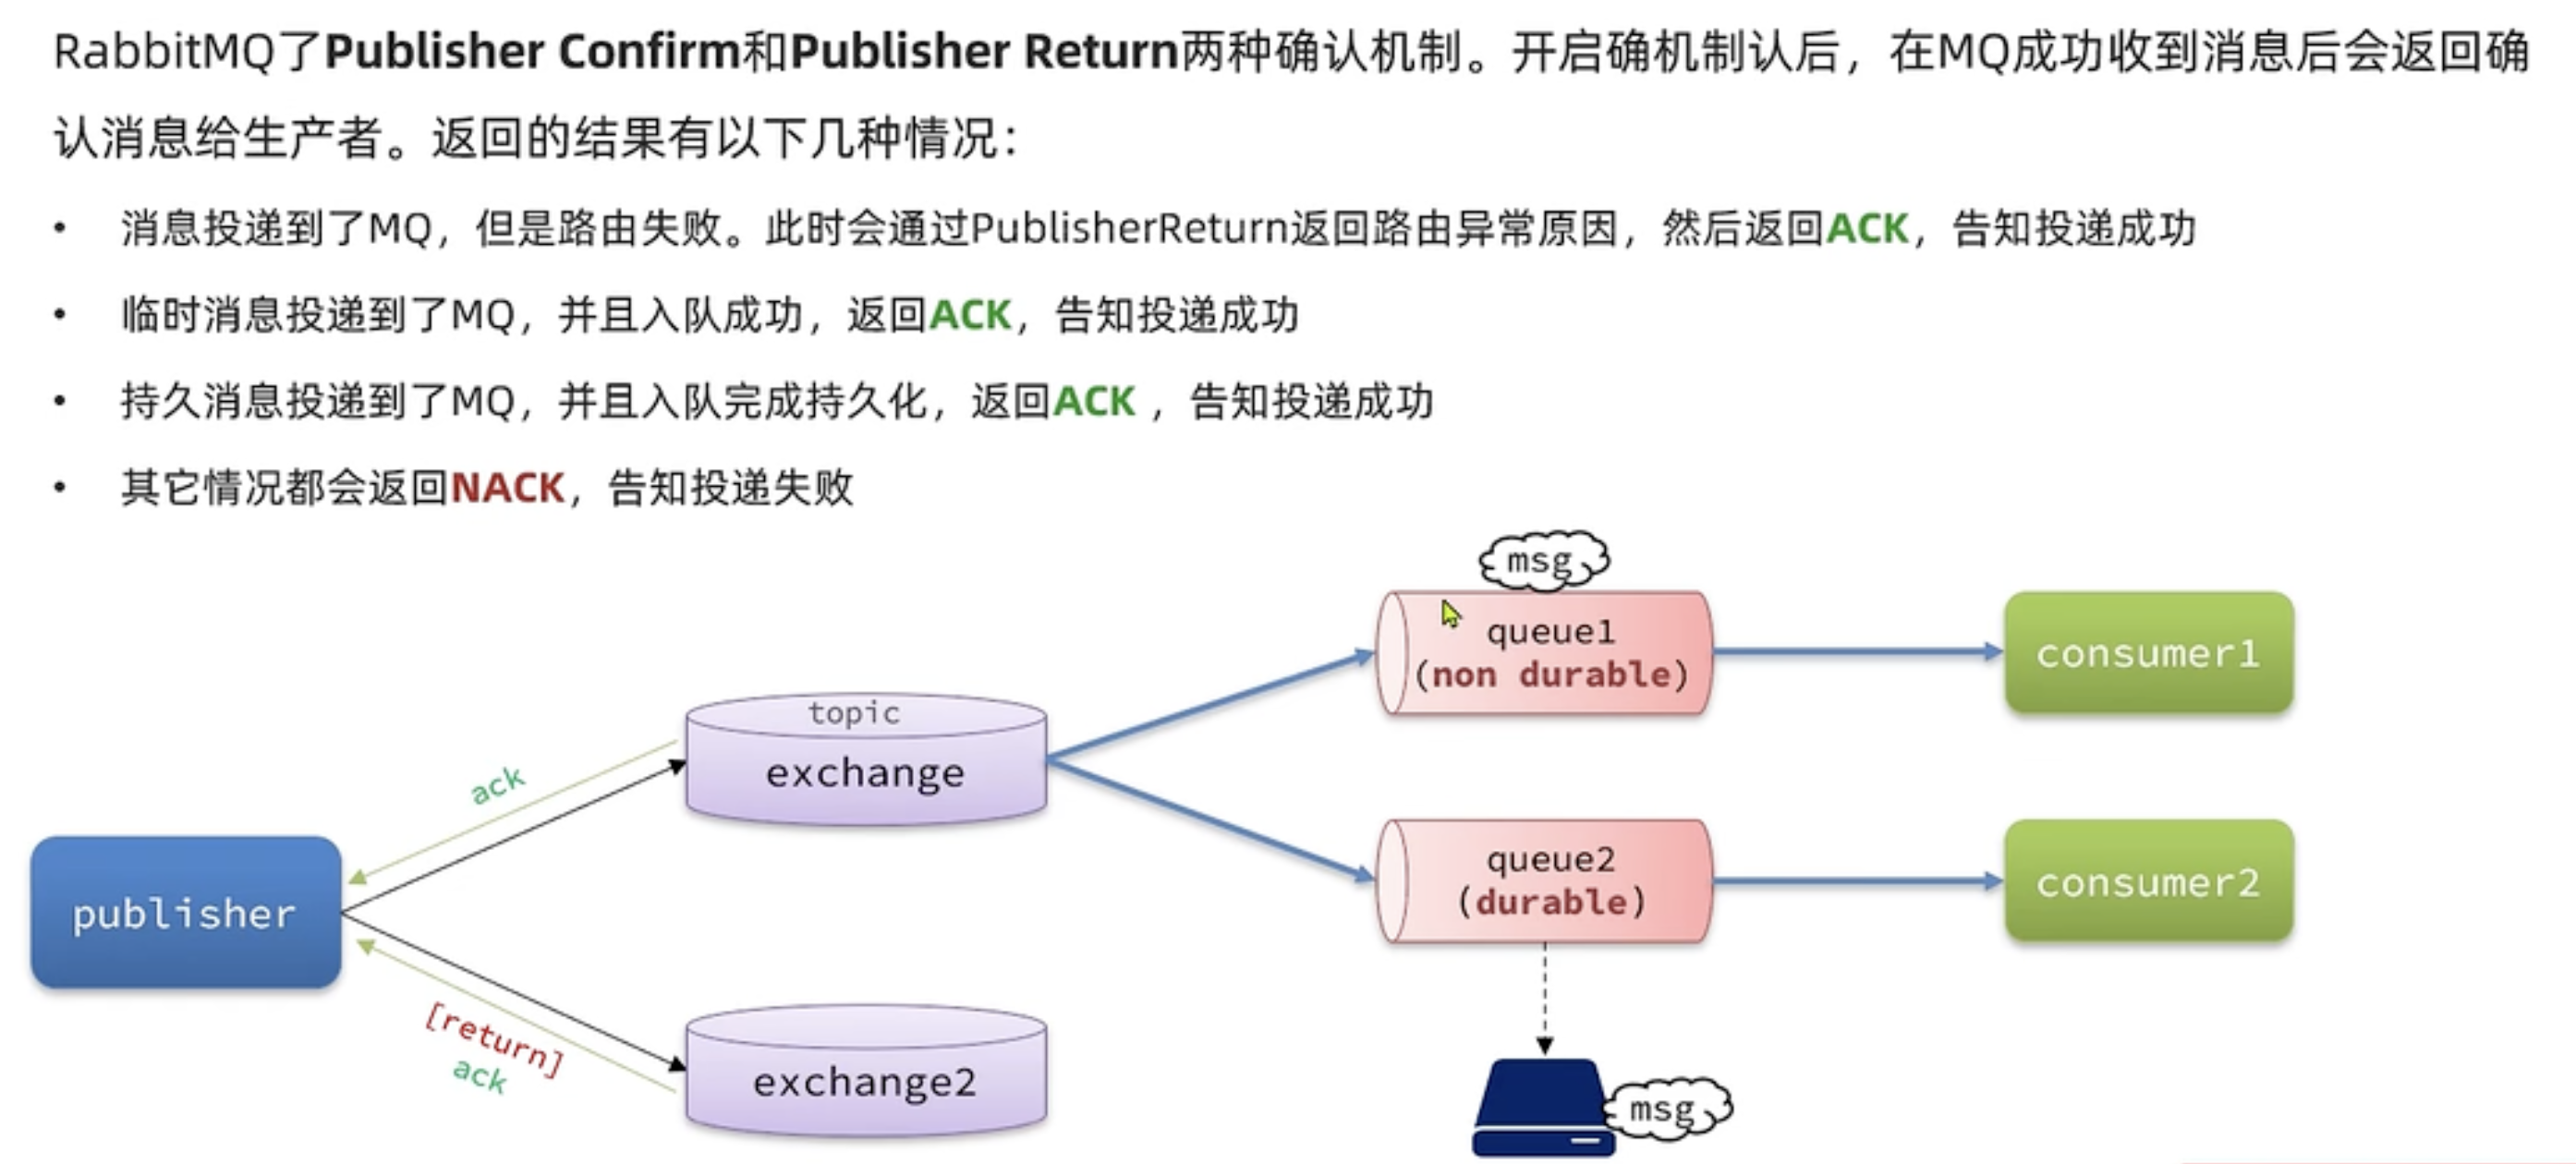 RabbitMQ了Publisher Confirm和Publisher Return两种确认机制。开启确机制认后，在MQ成功收到消息后会返回确
认消息给生产者。返回的结果有以下几种情况：
• 消息投递到了MQ，但是路由失败。此时会通过PublisherReturn返回路由异常原因，然后返回ACK，告知投递成功
• 临时消息投递到了MQ，并且入队成功，返回ACK，告知投递成功
• 持久消息投递到了MQ，并且入队完成持久化，返回ACK ，告知投递成功
• 其它情况都会返回NACK，告知投递失败
msg
queue1
(non durable)
consumer1
topic
exchange
ack
publisher
queue2
(durable)
consumer2
[return]
ack
exchange2
msg